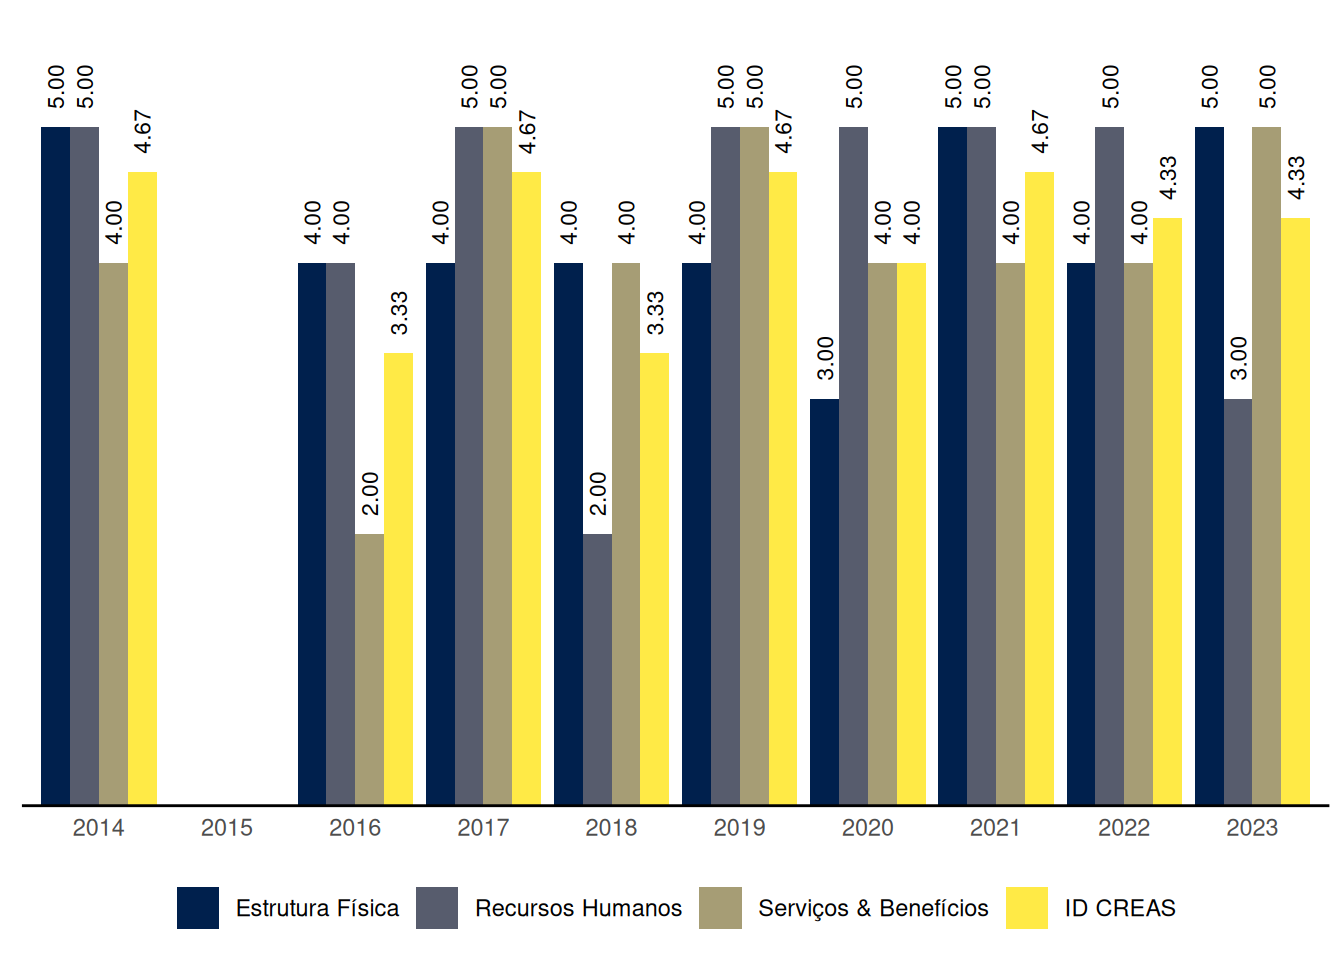 5.00 5.00 4.00 4.67
4.00 4.00 2.00 3.33
4.00 5.00 5.00 4.67
4.00 2.00 4.00 3.33
4.00 5.00 5.00 4.67
3.00 5.00 4.00 4.00
5.00 5.00 4.00 4.67
4.00 5.00 4.00 4.33
5.00 3.00 5.00 4.33
2014 2015 2016 2017 2018 2019 2020 2021 2022 2023
Estrutura Física Recursos Humanos Serviços & Benefícios ID CREAS